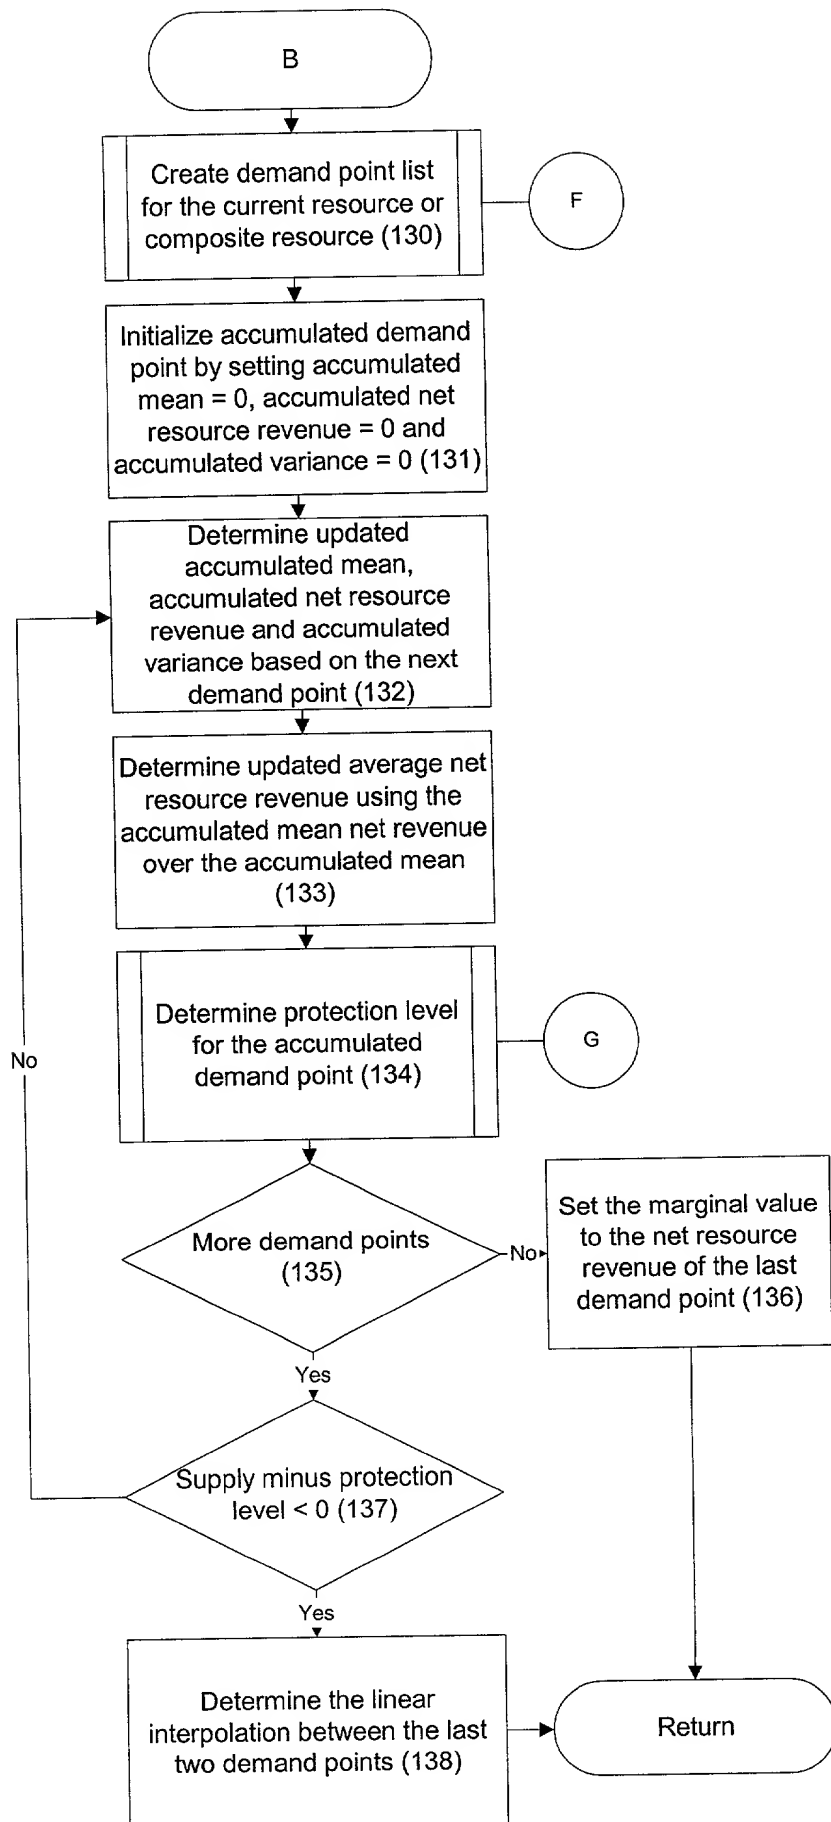 B
Create demand point list
for the current resource or
composite resource (130)
F
Initialize accumulated demand
point by setting accumulated
mean = 0, accumulated net
resource revenue = 0 and
accumulated variance = 0 (131)
Determine updated
accumulated mean,
accumulated net resource
revenue and accumulated
variance based on the next
demand point (132)
Determine updated average net
resource revenue using the
accumulated mean net revenue
over the accumulated mean
(133)
Determine protection level
for the accumulated
demand point (134)
G
No
More demand points
(135)
No
Set the marginal value
to the net resource
revenue of the last
demand point (136)
Yes
Supply minus protection
level < 0 (137)
Yes
Determine the linear
interpolation between the last
two demand points (138)
Return